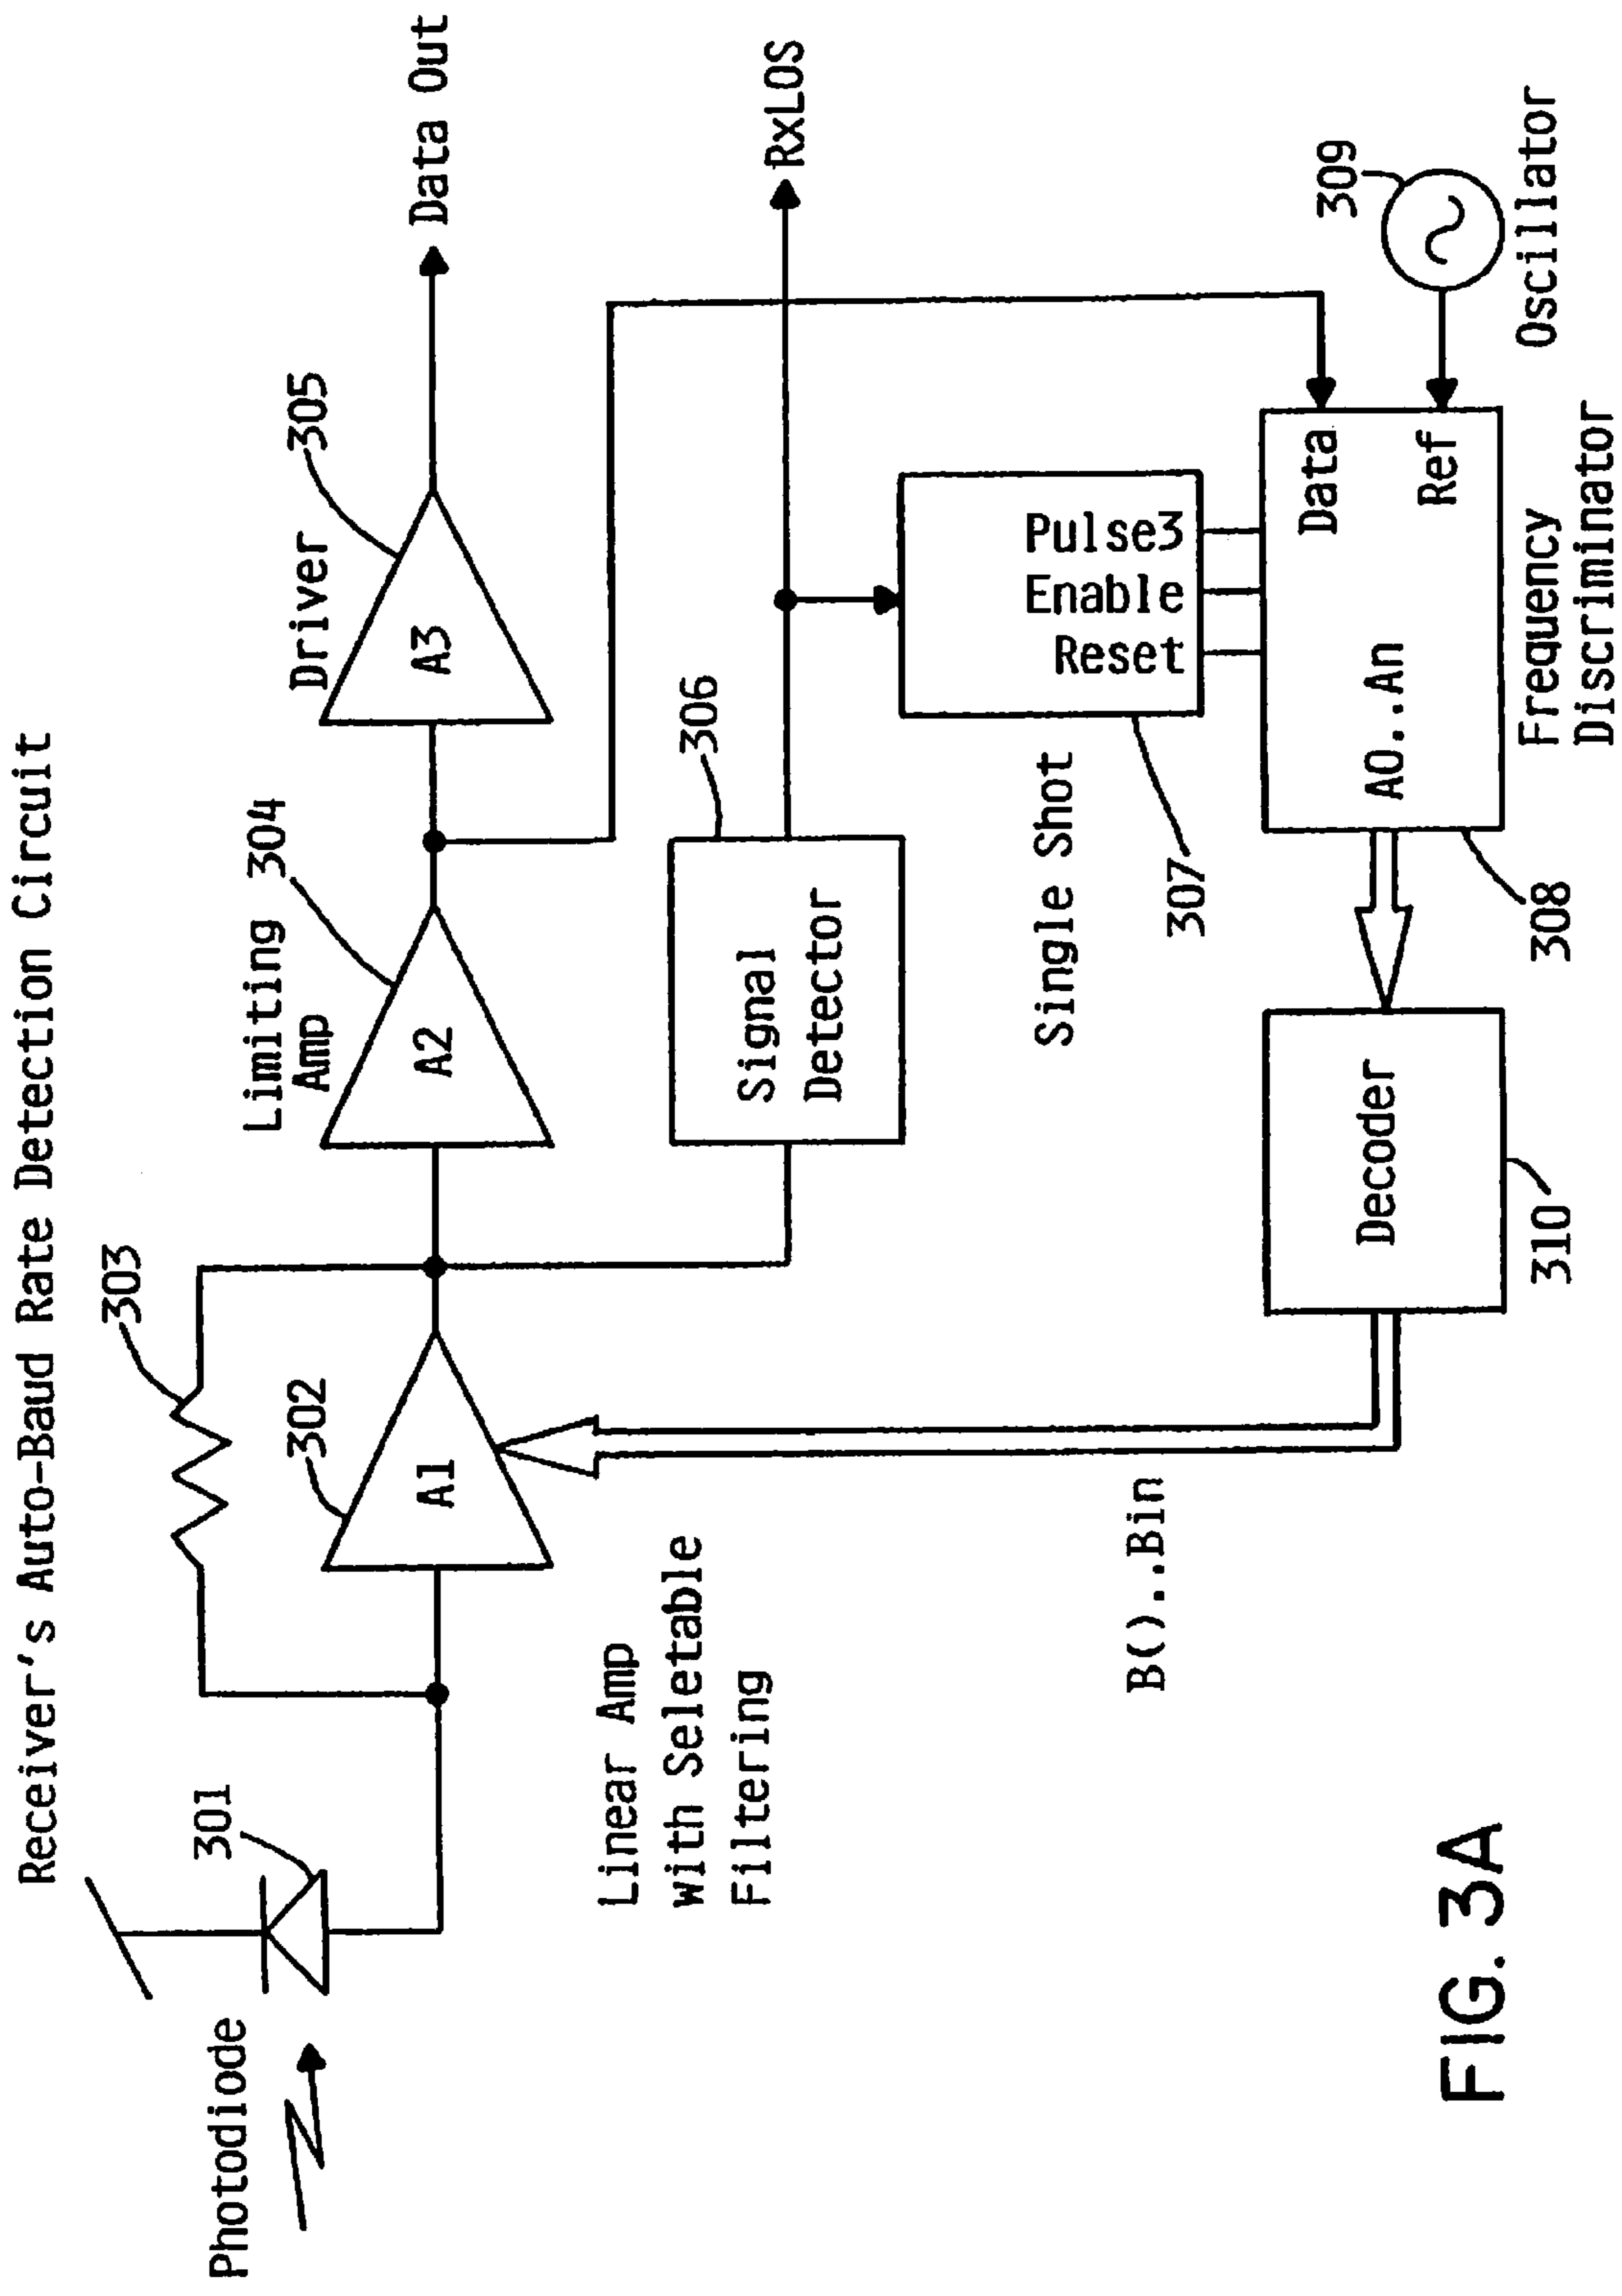 Receiver's Auto-Baud Rate Detection Circuit
Photodiode
301
303
302
A1
Linear Amp
with Seletable
Filtering
Limiting
Amp
304
A2
Driver
305
A3
Data Out
306
Signal
Detector
RxLOS
Single Shot
307
Pulse3
Enable
Reset
Data
Ref
A0..An
308
Frequency
Discriminator
309
Oscillator
Decoder
310
B()..Bin
FIG. 3A